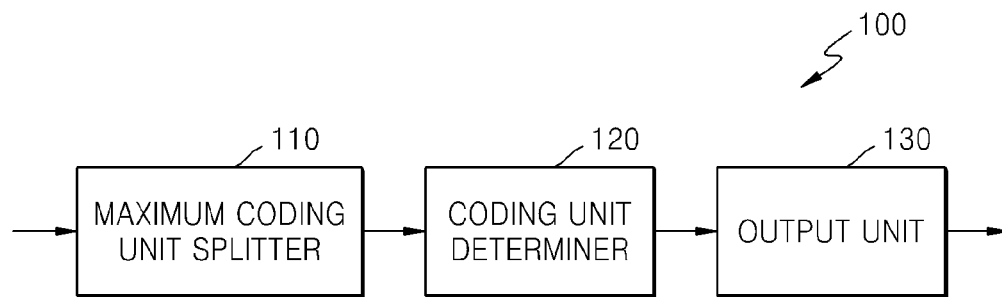 100
110
120
130
MAXIMUM CODING
UNIT SPLITTER
CODING UNIT
DETERMINER
OUTPUT UNIT